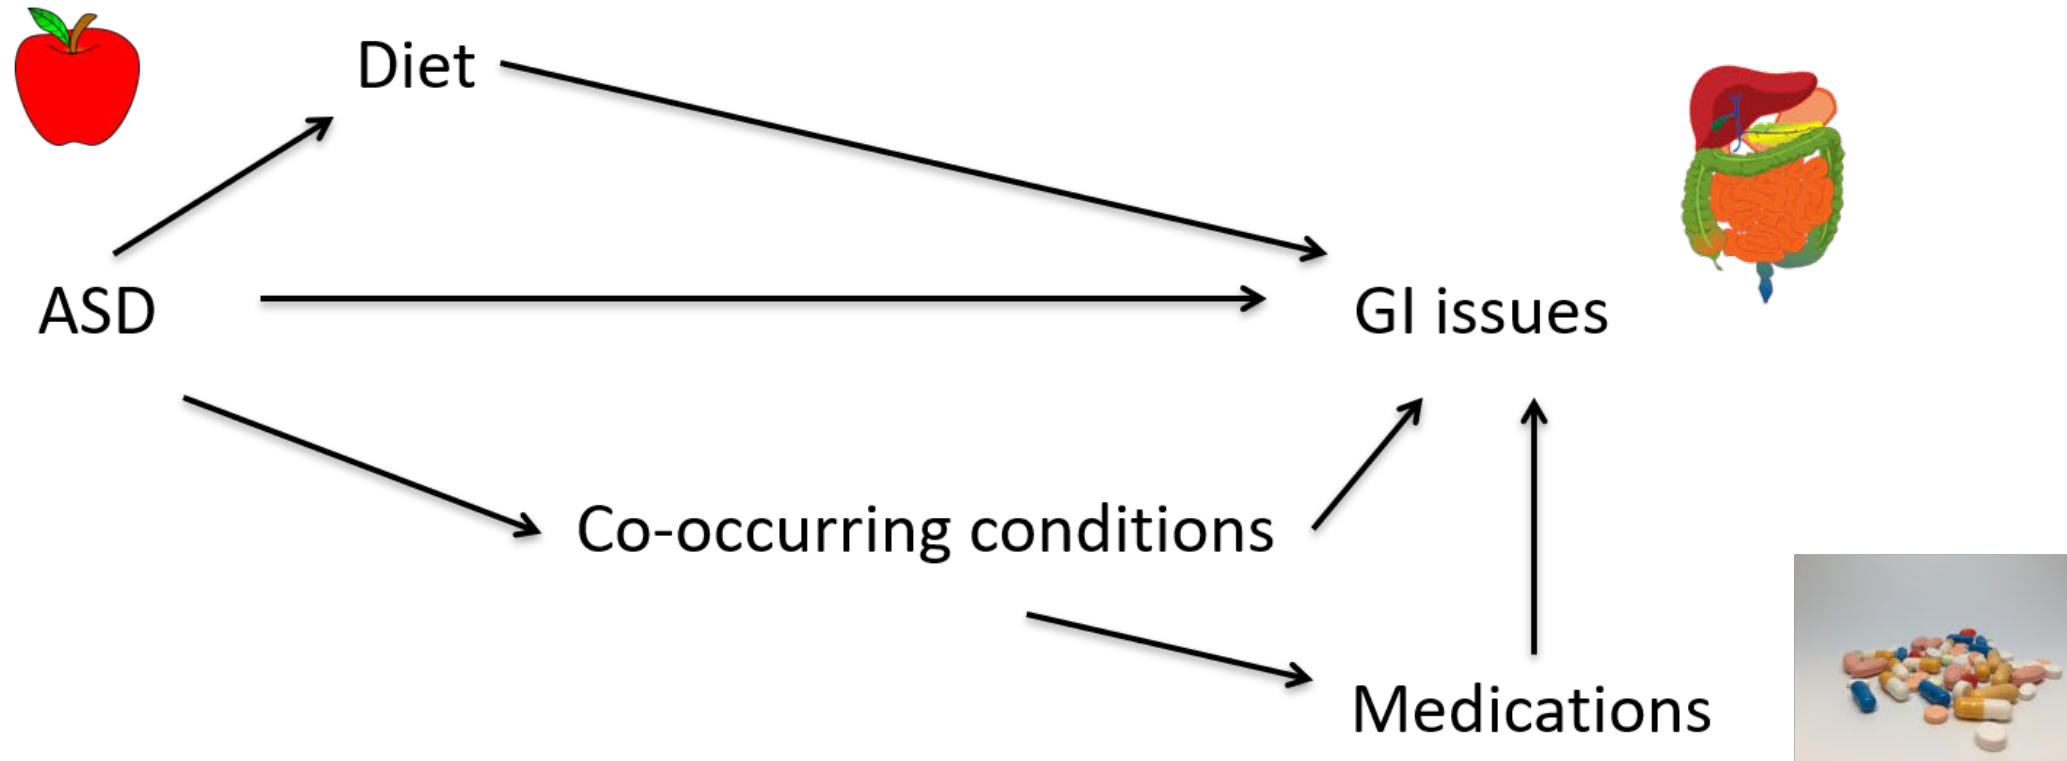 Diet
ASD
GI issues
Co-occurring conditions
Medications